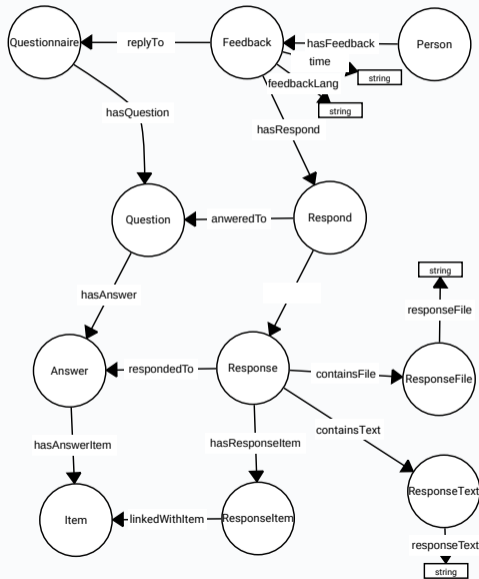 Questionnaire
replyTo
Feedback
hasFeedback
Person
time
string
feedbackLang
string
hasQuestion
hasRespond
Question
anweredTo
Respond
hasAnswer
string
responseFile
Answer
respondedTo
Response
containsFile
ResponseFile
containsText
hasAnswerItem
hasResponseItem
ResponseText
Item
linkedWithItem
ResponseItem
responseText
string